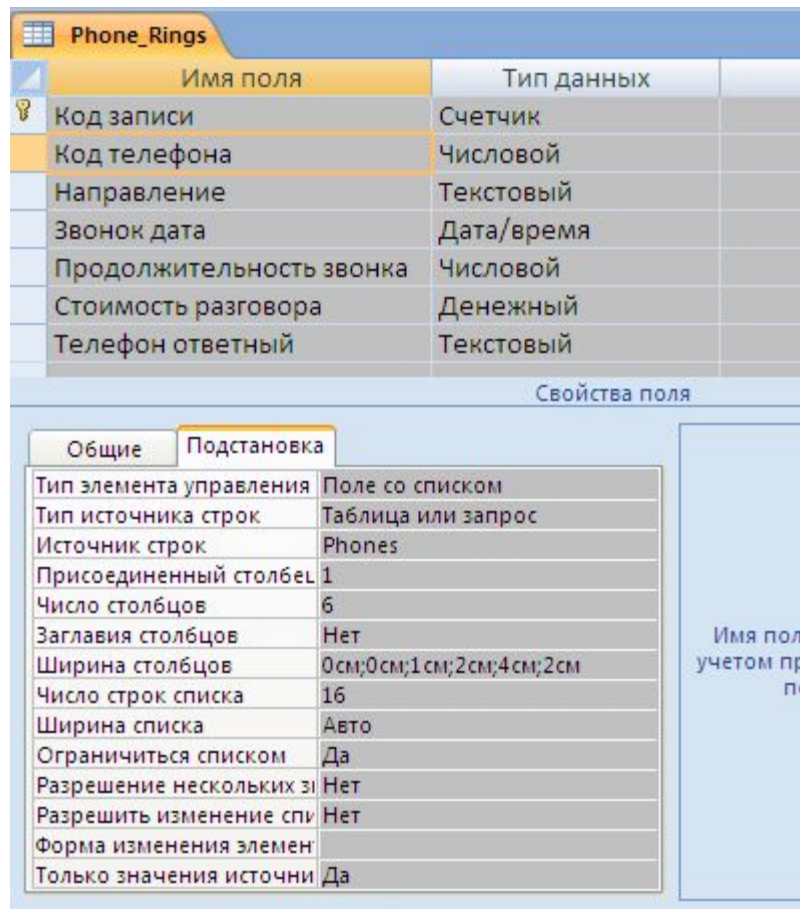 Phone_Rings
Имя поля Тип данных
Код записи Счетчик
Код телефона Числовой
Направление Текстовый
Звонок дата Дата/время
Продолжительность звонка Числовой
Стоимость разговора Денежный
Телефон ответный Текстовый
Свойства поля
Общие Подстановка
Тип элемента управления Поле со списком
Тип источника строк Таблица или запрос
Источник строк Phones
Присоединенный столбец 1
Число столбцов 6
Заглавия столбцов Нет
Ширина столбцов 0см;0см;1см;2см;4см;2см
Число строк списка 16
Ширина списка Авто
Ограничиться списком Да
Разрешение нескольких з Нет
Разрешить изменение спи Нет
Форма изменения элемен
Только значения источни Да
Имя пол
учетом пр
п